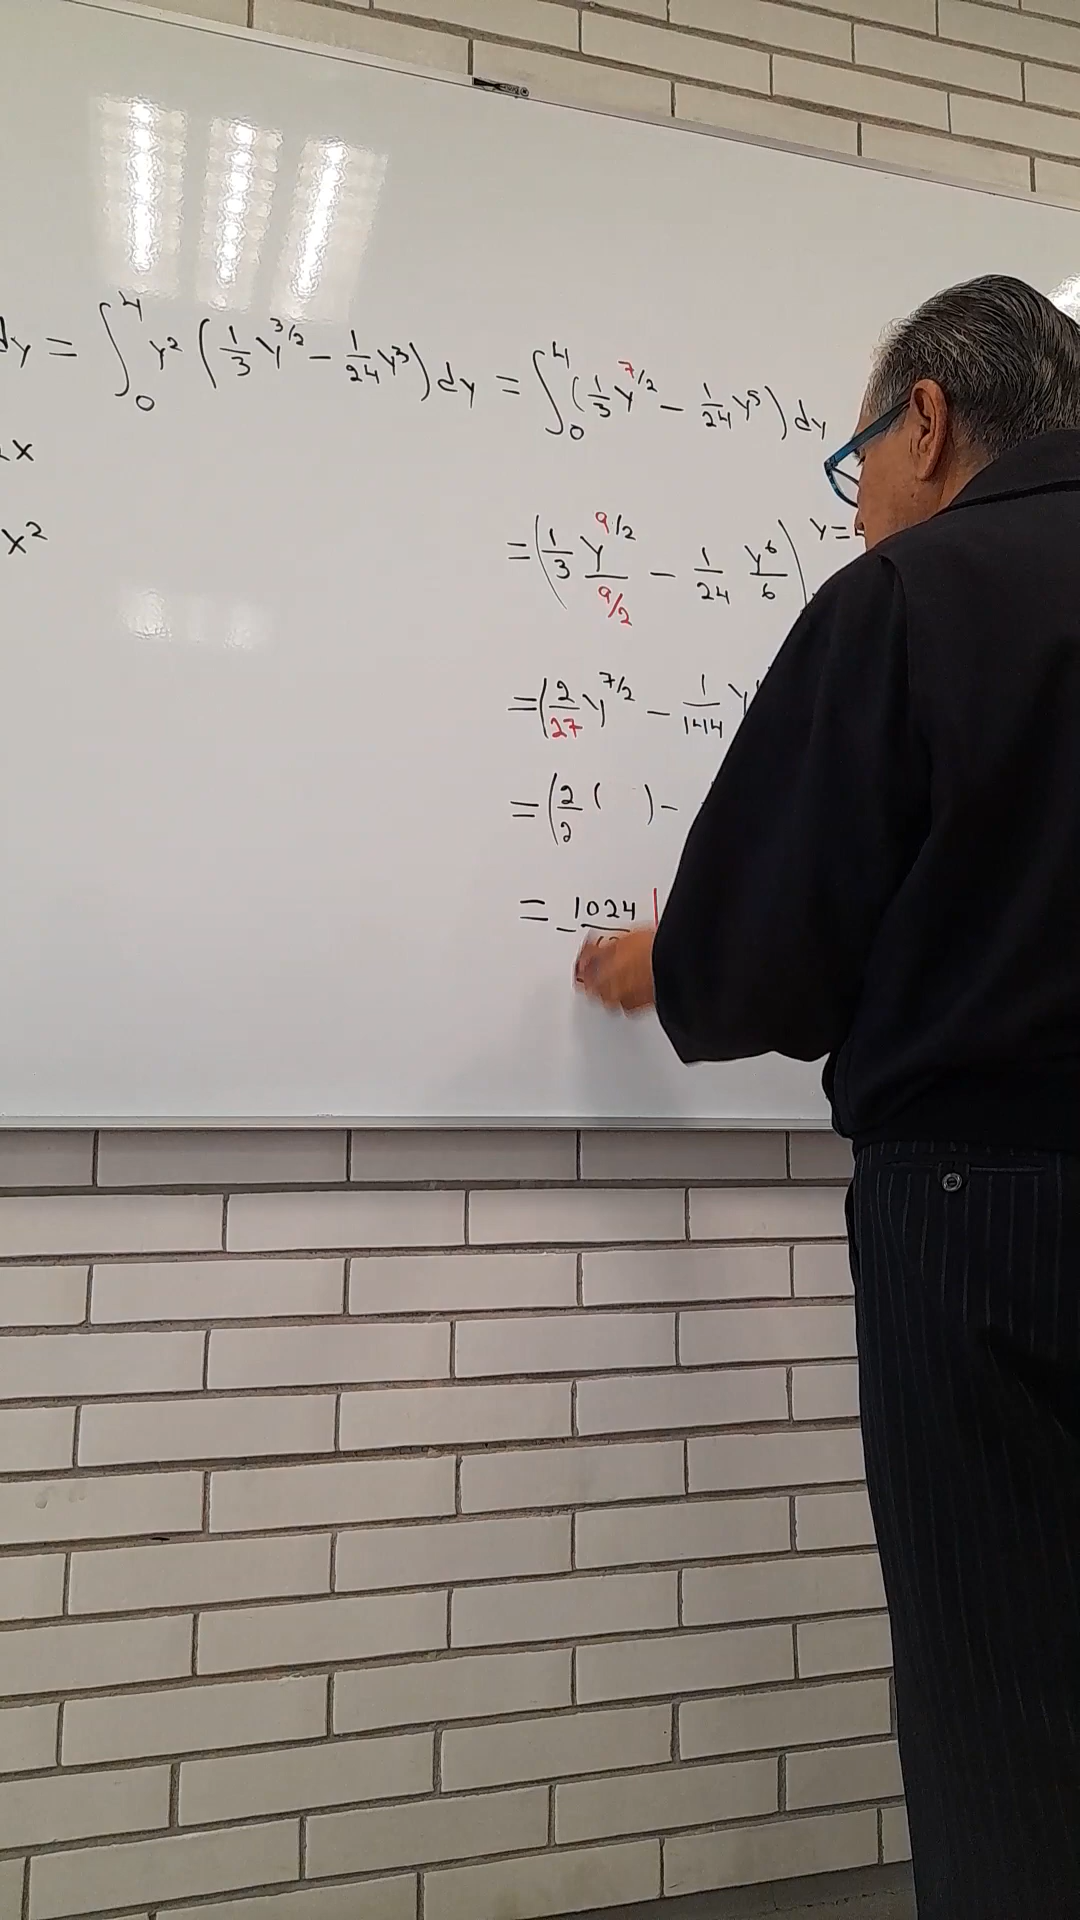 dy = ∫₀⁴ y² (1/3 y^3/2 - 1/24 y³) dy = ∫₀⁴ (1/3 y^7/2 - 1/24 y⁵) dy
x
x²
= (1/3 y^9/2 / 9/2 - 1/24 y⁶/6) y=
= (2/27 y^7/2 - 1/144 y
= (2/2 ( ) -
= - 1024